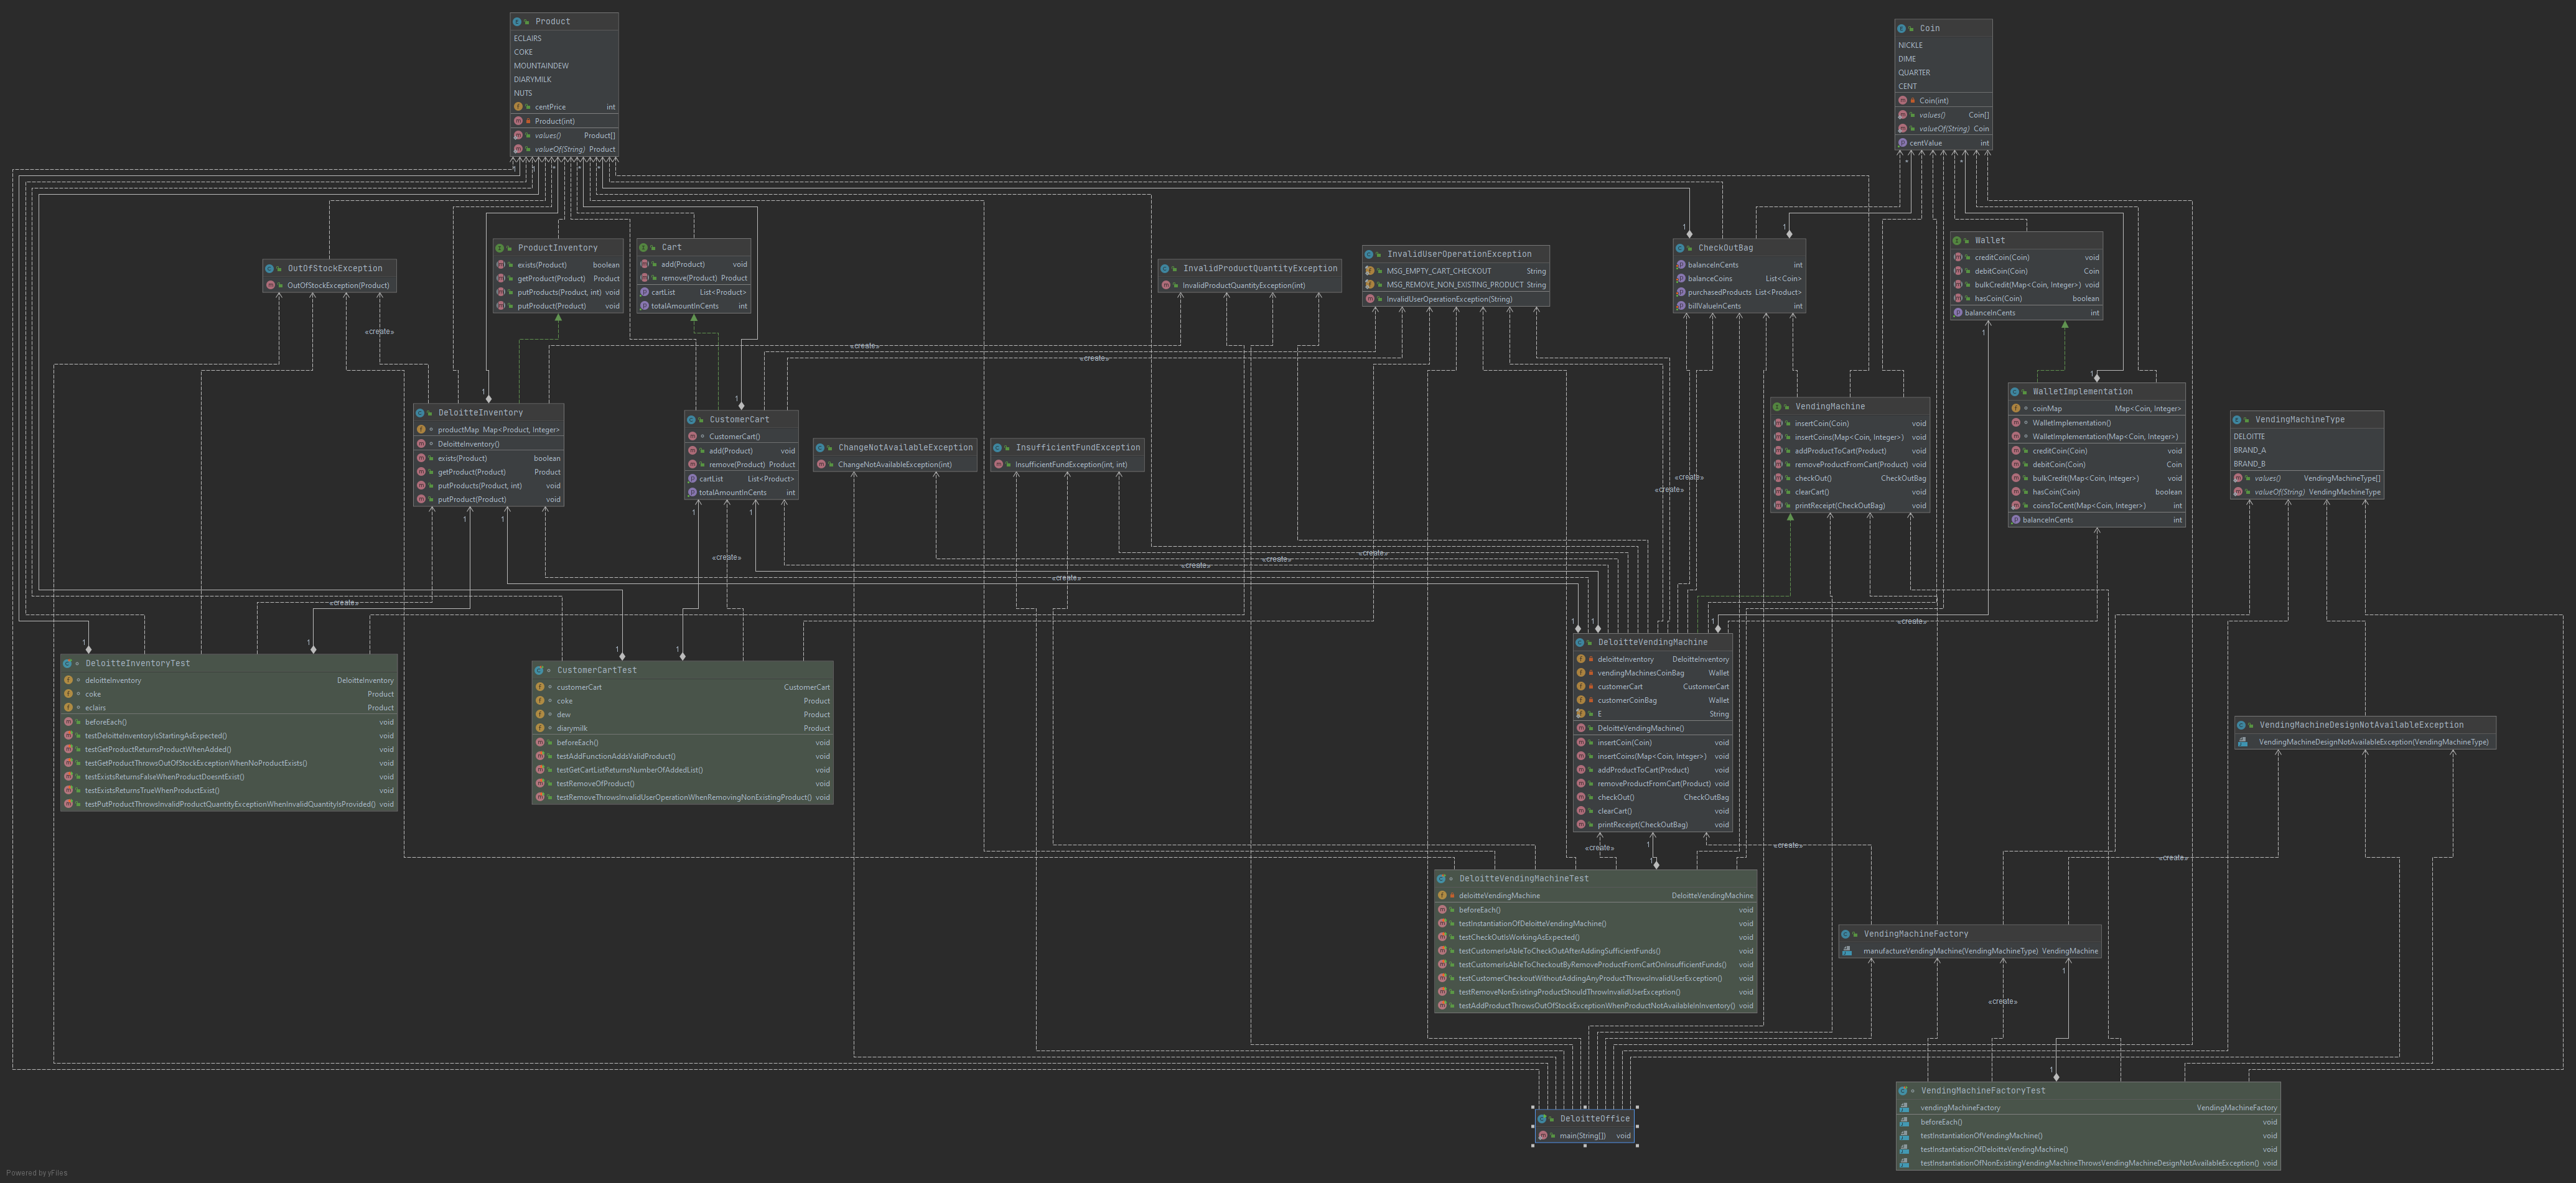 Product
ECLAIRS
COKE
MOUNTAINDEW
DIARYMILK
NUTS
centPrice int
Product(int)
values() Product[]
valueOf(String) Product
Coin
NICKLE
DIME
QUARTER
CENT
Coin(int)
values() Coin[]
valueOf(String) Coin
centValue int
OutOfStockException
OutOfStockException(Product)
ProductInventory
exists(Product) boolean
getProduct(Product) Product
putProducts(Product, int) void
putProduct(Product) void
Cart
add(Product) void
remove(Product) Product
cartList List<Product>
totalAmountInCents int
InvalidProductQuantityException
InvalidProductQuantityException(int)
InvalidUserOperationException
MSG_EMPTY_CART_CHECKOUT String
MSG_REMOVE_NON_EXISTING_PRODUCT String
InvalidUserOperationException(String)
CheckOutBag
balanceInCents int
balanceCoins List<Coin>
purchasedProducts List<Product>
billValueInCents int
Wallet
creditCoin(Coin) void
debitCoin(Coin) Coin
bulkCredit(Map<Coin, Integer>) void
hasCoin(Coin) boolean
balanceInCents int
«create»
«create»
«create»
DeloitteInventory
productMap Map<Product, Integer>
DeloitteInventory()
exists(Product) boolean
getProduct(Product) Product
putProducts(Product, int) void
putProduct(Product) void
CustomerCart
CustomerCart()
add(Product) void
remove(Product) Product
cartList List<Product>
totalAmountInCents int
ChangeNotAvailableException
ChangeNotAvailableException(int)
InsufficientFundException
InsufficientFundException(int, int)
VendingMachine
insertCoin(Coin) void
insertCoins(Map<Coin, Integer>) void
addProductToCart(Product) void
removeProductFromCart(Product) void
checkOut() CheckOutBag
clearCart() void
printReceipt(CheckOutBag) void
WalletImplementation
coinMap Map<Coin, Integer>
WalletImplementation()
WalletImplementation(Map<Coin, Integer>)
creditCoin(Coin) void
debitCoin(Coin) Coin
bulkCredit(Map<Coin, Integer>) void
hasCoin(Coin) boolean
coinsToCent(Map<Coin, Integer>) int
balanceInCents int
VendingMachineType
DELOITTE
BRAND_A
BRAND_B
values() VendingMachineType[]
valueOf(String) VendingMachineType
«create»
«create»
«create»
«create»
«create»
«create»
«create»
«create»
«create»
DeloitteInventoryTest
deloitteInventory DeloitteInventory
coke Product
eclairs Product
beforeEach() void
testDeloitteInventoryIsStartingAsExpected() void
testGetProductReturnsProductWhenAdded() void
testGetProductThrowsOutOfStockExceptionWhenNoProductExists() void
testExistsReturnsFalseWhenProductDoesntExist() void
testExistsReturnsTrueWhenProductExist() void
testPutProductThrowsInvalidProductQuantityExceptionWhenInvalidQuantityIsProvided() void
CustomerCartTest
customerCart CustomerCart
coke Product
dew Product
diarymilk Product
beforeEach() void
testAddFunctionAddsValidProduct() void
testGetCartListReturnsNumberOfAddedList() void
testRemoveOfProduct() void
testRemoveThrowsInvalidUserOperationWhenRemovingNonExistingProduct() void
DeloitteVendingMachine
deloitteInventory DeloitteInventory
vendingMachinesCoinBag Wallet
customerCart CustomerCart
customerCoinBag Wallet
E String
DeloitteVendingMachine()
insertCoin(Coin) void
insertCoins(Map<Coin, Integer>) void
addProductToCart(Product) void
removeProductFromCart(Product) void
checkOut() CheckOutBag
clearCart() void
printReceipt(CheckOutBag) void
VendingMachineDesignNotAvailableException
VendingMachineDesignNotAvailableException(VendingMachineType)
«create»
«create»
«create»
DeloitteVendingMachineTest
deloitteVendingMachine DeloitteVendingMachine
beforeEach() void
testInstantiationOfDeloitteVendingMachine() void
testCheckOutIsWorkingAsExpected() void
testCustomerIsAbleToCheckOutAfterAddingSufficientFunds() void
testCustomerIsAbleToCheckoutByRemoveProductFromCartOnInsufficientFunds() void
testCustomerCheckoutWithoutAddingAnyProductThrowsInvalidUserException() void
testRemoveNonExistingProductShouldThrowInvalidUserException() void
testAddProductThrowsOutOfStockExceptionWhenProductNotAvailableInInventory() void
VendingMachineFactory
manufactureVendingMachine(VendingMachineType) VendingMachine
«create»
DeloitteOffice
main(String[]) void
VendingMachineFactoryTest
vendingMachineFactory VendingMachineFactory
beforeEach() void
testInstantiationOfVendingMachine() void
testInstantiationOfDeloitteVendingMachine() void
testInstantiationOfNonExistingVendingMachineThrowsVendingMachineDesignNotAvailableException() void
Powered by yFiles